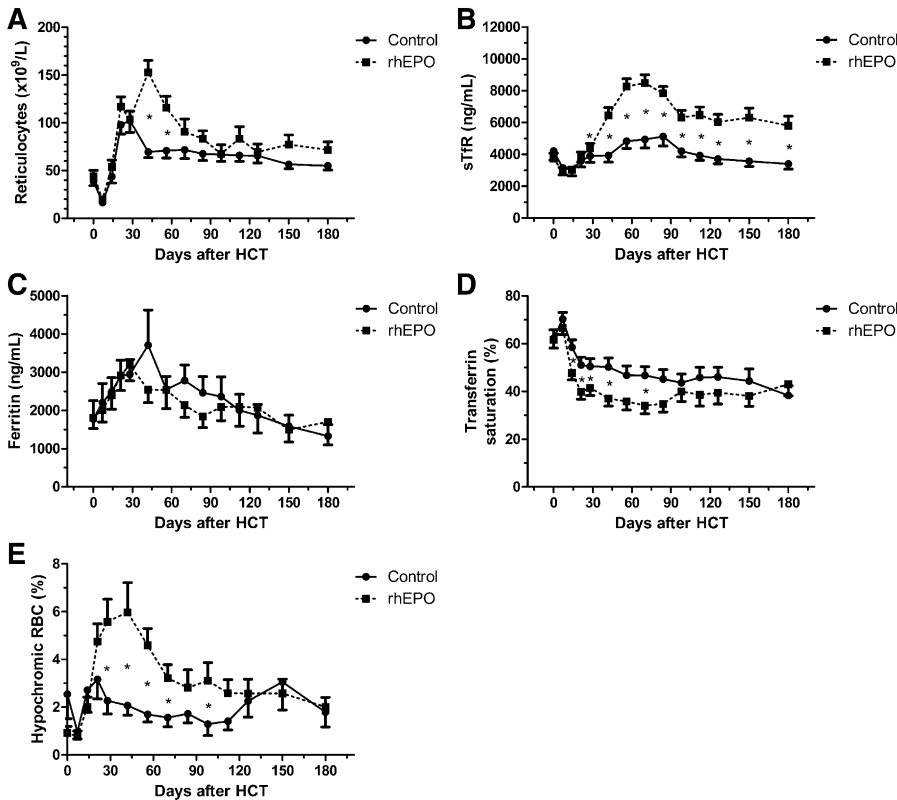 A
Reticulocytes (x10⁹/L)
200
150
100
50
0
0 30 60 90 120 150 180
Days after HCT
Control
rhEPO
B
sTfR (ng/mL)
12000
10000
8000
6000
4000
2000
0
* * * * * * * * * *
0 30 60 90 120 150 180
Days after HCT
Control
rhEPO
C
Ferritin (ng/mL)
5000
4000
3000
2000
1000
0
0 30 60 90 120 150 180
Days after HCT
Control
rhEPO
D
Transferrin
saturation (%)
80
60
40
20
0
0 30 60 90 120 150 180
Days after HCT
Control
rhEPO
E
Hypochromic RBC (%)
8
6
4
2
0
0 30 60 90 120 150 180
Days after HCT
Control
rhEPO